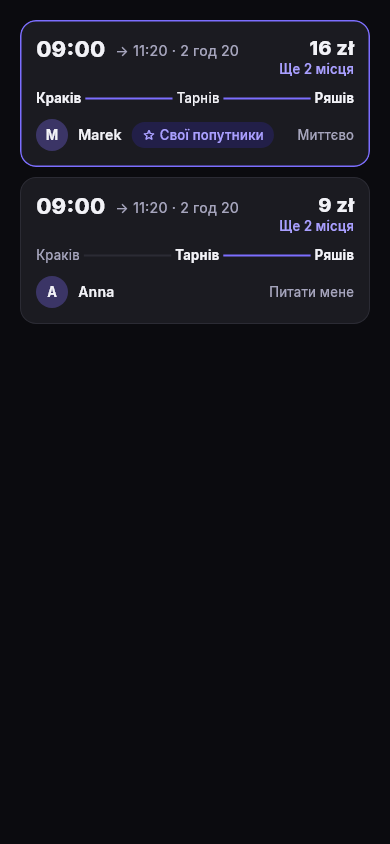 09:00 → 11:20 · 2 год 20 16 zł
Ще 2 місця
Краків Тарнів Ряшів
M Marek ☆ Свої попутники Миттєво
09:00 → 11:20 · 2 год 20 9 zł
Ще 2 місця
Краків Тарнів Ряшів
A Anna Питати мене